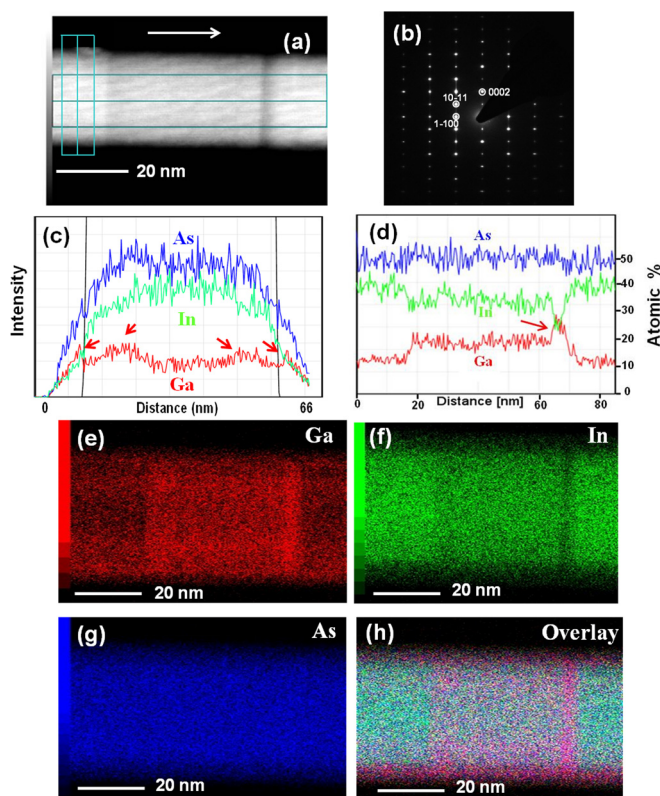 (a)
20 nm
(b)
0002
10-11
1-100
(c)
As
In
Ga
Intensity
0
Distance (nm)
66
(d)
As
In
Ga
50
40
30
20
10
0
Atomic %
0
20
40
60
80
Distance [nm]
(e)
Ga
20 nm
(f)
In
20 nm
(g)
As
20 nm
(h)
Overlay
20 nm